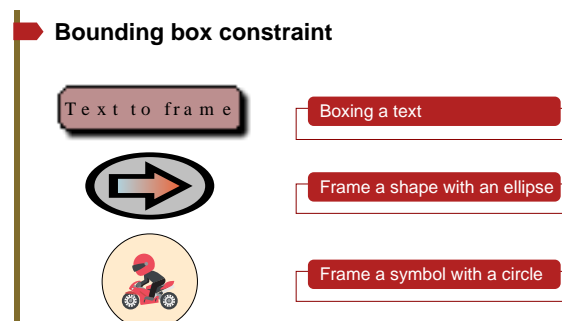 Bounding box constraint
Text to frame
Boxing a text
Frame a shape with an ellipse
Frame a symbol with a circle